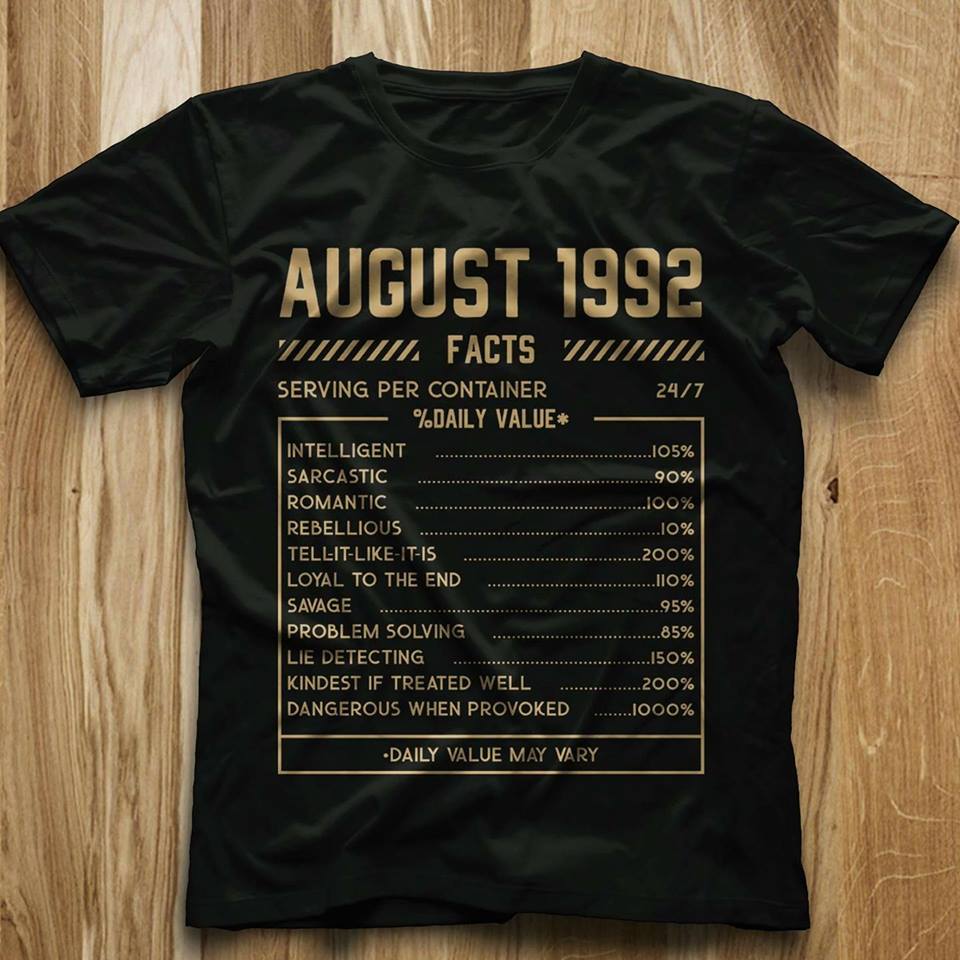 AUGUST 1992
FACTS
SERVING PER CONTAINER 24/7
%DAILY VALUE*
INTELLIGENT ........................................105%
SARCASTIC ...........................................90%
ROMANTIC ..........................................100%
REBELLIOUS ...........................................10%
TELL-IT-LIKE-IT-IS ................................200%
LOYAL TO THE END ............................110%
SAVAGE ..................................................95%
PROBLEM SOLVING ..............................85%
LIE DETECTING ...................................150%
KINDEST IF TREATED WELL ................200%
DANGEROUS WHEN PROVOKED .......1000%
•DAILY VALUE MAY VARY